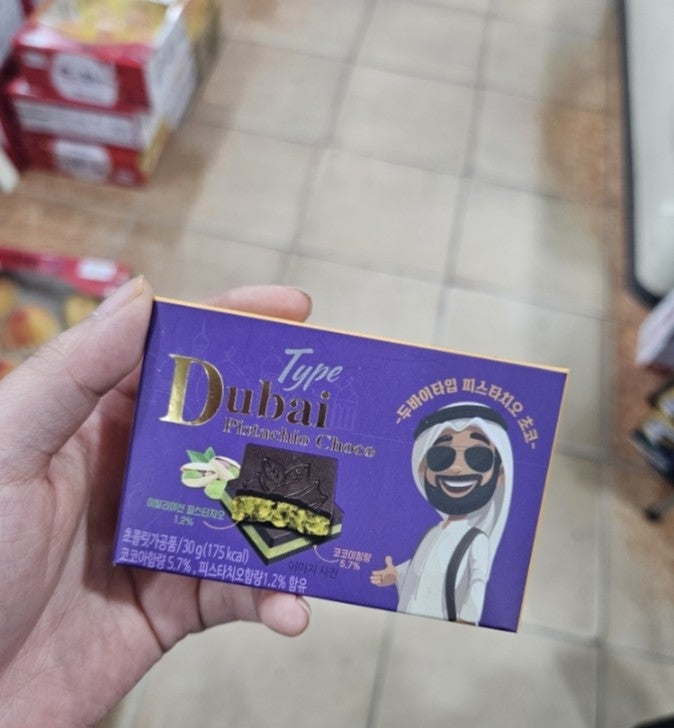 Type
Dubai
Pistachio Choco
-두바이타입 피스타치오 초코-
이탈리아산 피스타치오
1.2%
코코아함량
5.7%
이미지 사진
초콜릿가공품/30g(175 kcal)
코코아함량 5.7%, 피스타치오함량1.2% 함유